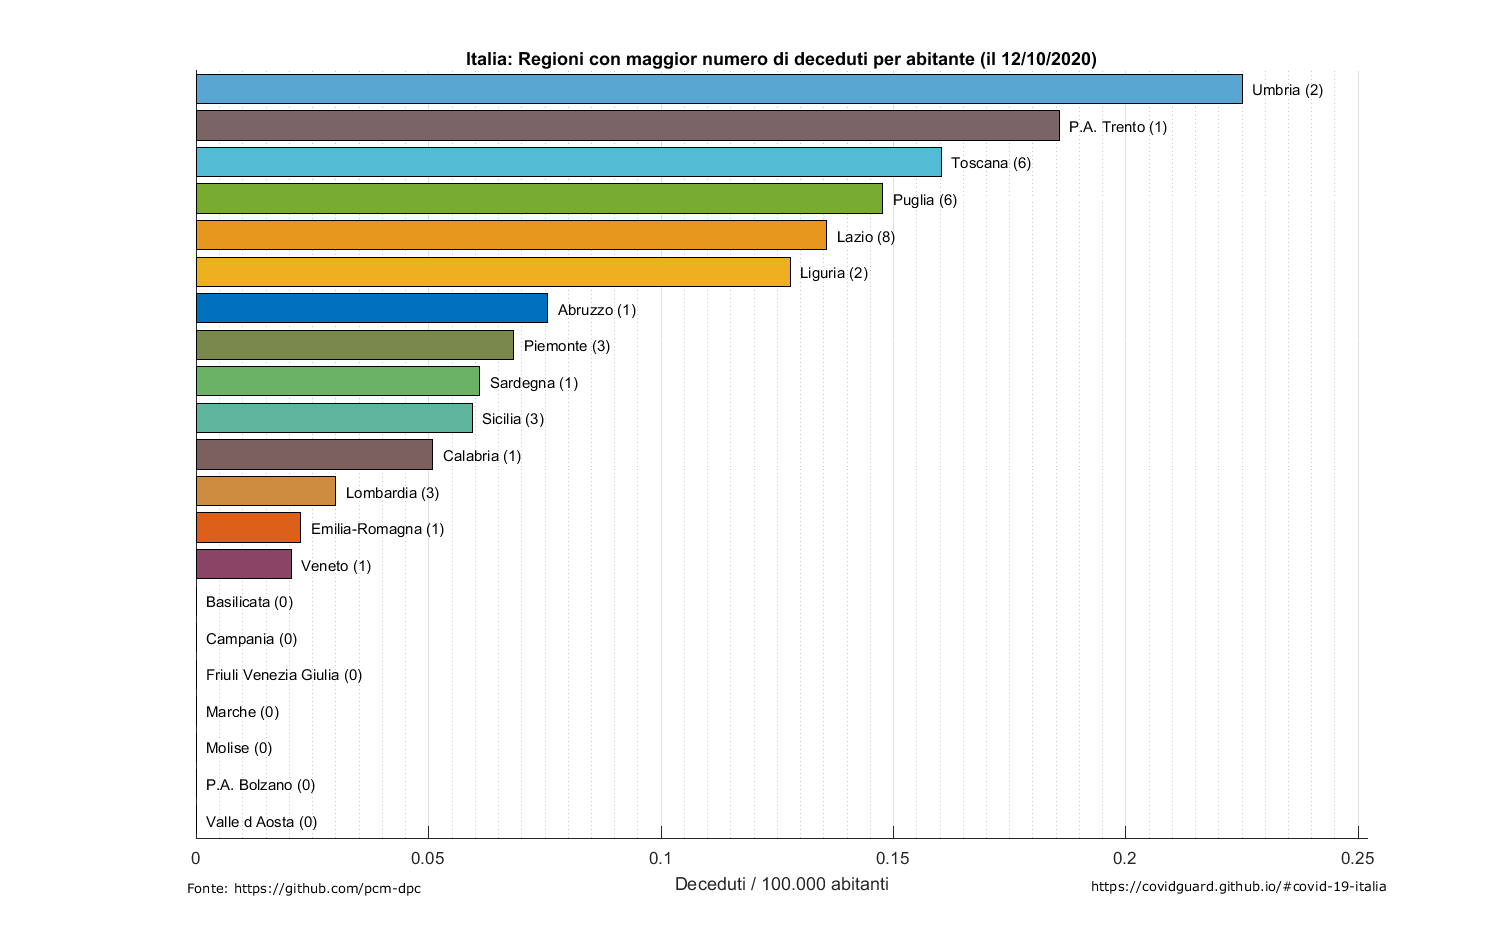 Italia: Regioni con maggior numero di deceduti per abitante (il 12/10/2020)
Umbria (2)
P.A. Trento (1)
Toscana (6)
Puglia (6)
Lazio (8)
Liguria (2)
Abruzzo (1)
Piemonte (3)
Sardegna (1)
Sicilia (3)
Calabria (1)
Lombardia (3)
Emilia-Romagna (1)
Veneto (1)
Basilicata (0)
Campania (0)
Friuli Venezia Giulia (0)
Marche (0)
Molise (0)
P.A. Bolzano (0)
Valle d Aosta (0)
0 0.05 0.1 0.15 0.2 0.25
Deceduti / 100.000 abitanti
Fonte: https://github.com/pcm-dpc
https://covidguard.github.io/#covid-19-italia